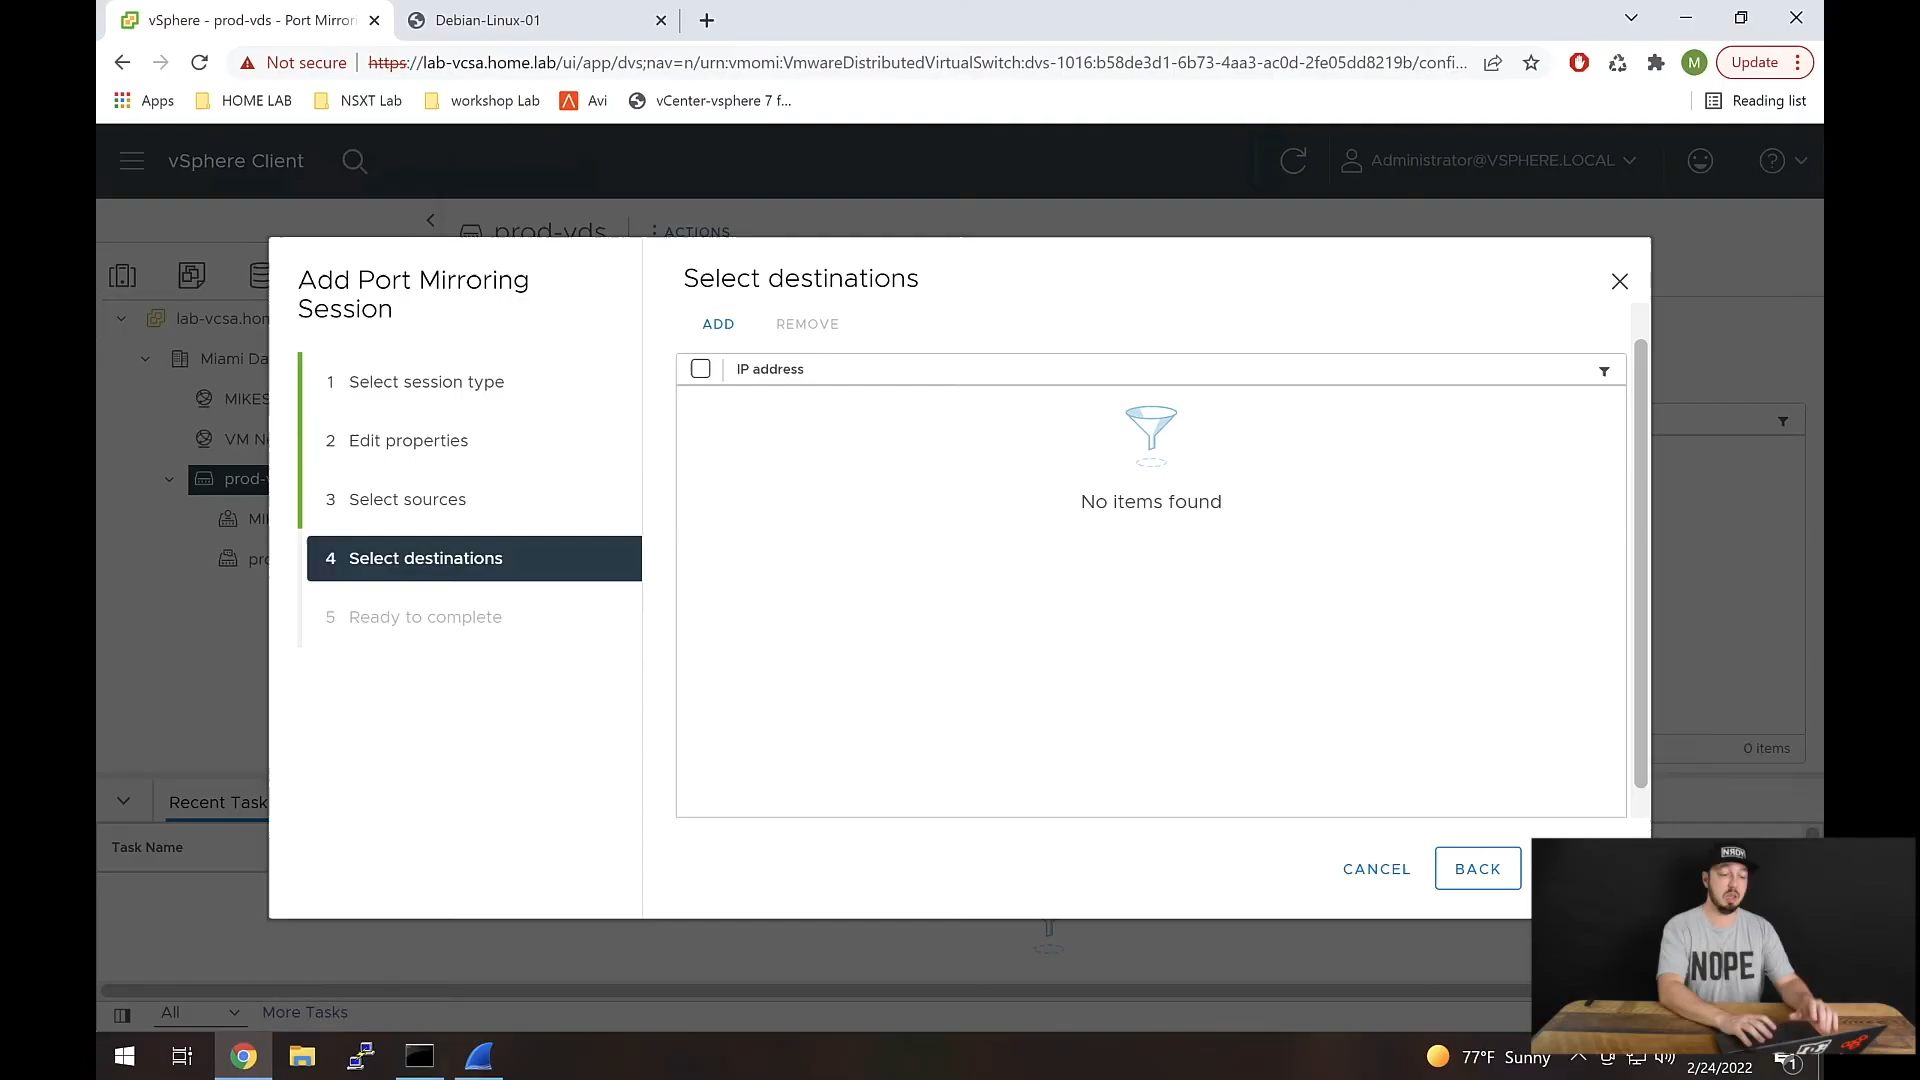 vSphere - prod-vds - Port Mirrori
Debian-Linux-01
Not secure
https://lab-vcsa.home.lab/ui/app/dvs;nav=n/urn:vmomi:VmwareDistributedVirtualSwitch:dvs-1016:b58de3d1-6b73-4aa3-ac0d-2fe05dd8219b/confi...
M
Update
Apps
HOME LAB
NSXT Lab
workshop Lab
Avi
vCenter-vsphere 7 f...
Reading list
vSphere Client
Administrator@VSPHERE.LOCAL
prod-vds
ACTIONS
lab-vcsa.hom
Miami Da
MIKES
VM Ne
prod-v
MI
pro
Add Port Mirroring
Session
1 Select session type
2 Edit properties
3 Select sources
4 Select destinations
5 Ready to complete
Select destinations
ADD
REMOVE
IP address
No items found
0 items
CANCEL
BACK
Recent Task
Task Name
All
More Tasks
NOPE
77°F Sunny
2/24/2022
1